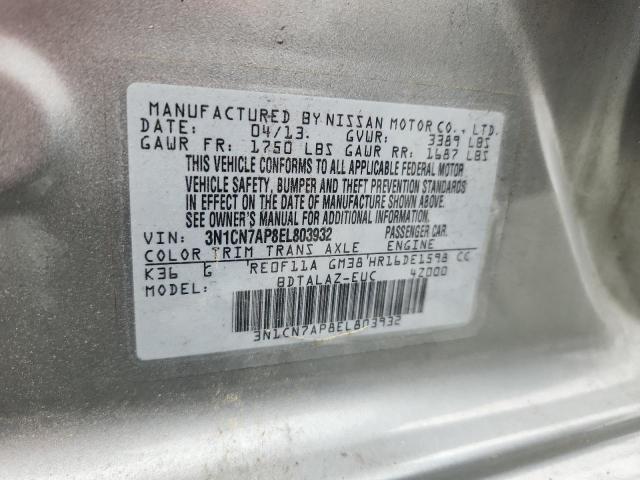 MANUFACTURED BY NISSAN MOTOR CO., LTD.
DATE: 04/13. GVWR: 3389 LBS
GAWR FR: 1750 LBS GAWR RR: 1687 LBS
THIS VEHICLE CONFORMS TO ALL APPLICABLE FEDERAL MOTOR
VEHICLE SAFETY, BUMPER AND THEFT PREVENTION STANDARDS
IN EFFECT ON THE DATE OF MANUFACTURE SHOWN ABOVE.
SEE OWNER'S MANUAL FOR ADDITIONAL INFORMATION.
VIN: 3N1CN7AP8EL803932 PASSENGER CAR.
COLOR TRIM TRANS AXLE ENGINE
K36 G RE0F11A GM38 HR16DE1598 CC
MODEL: BDTALAZ-EUC 4Z000
3N1CN7AP8EL803932